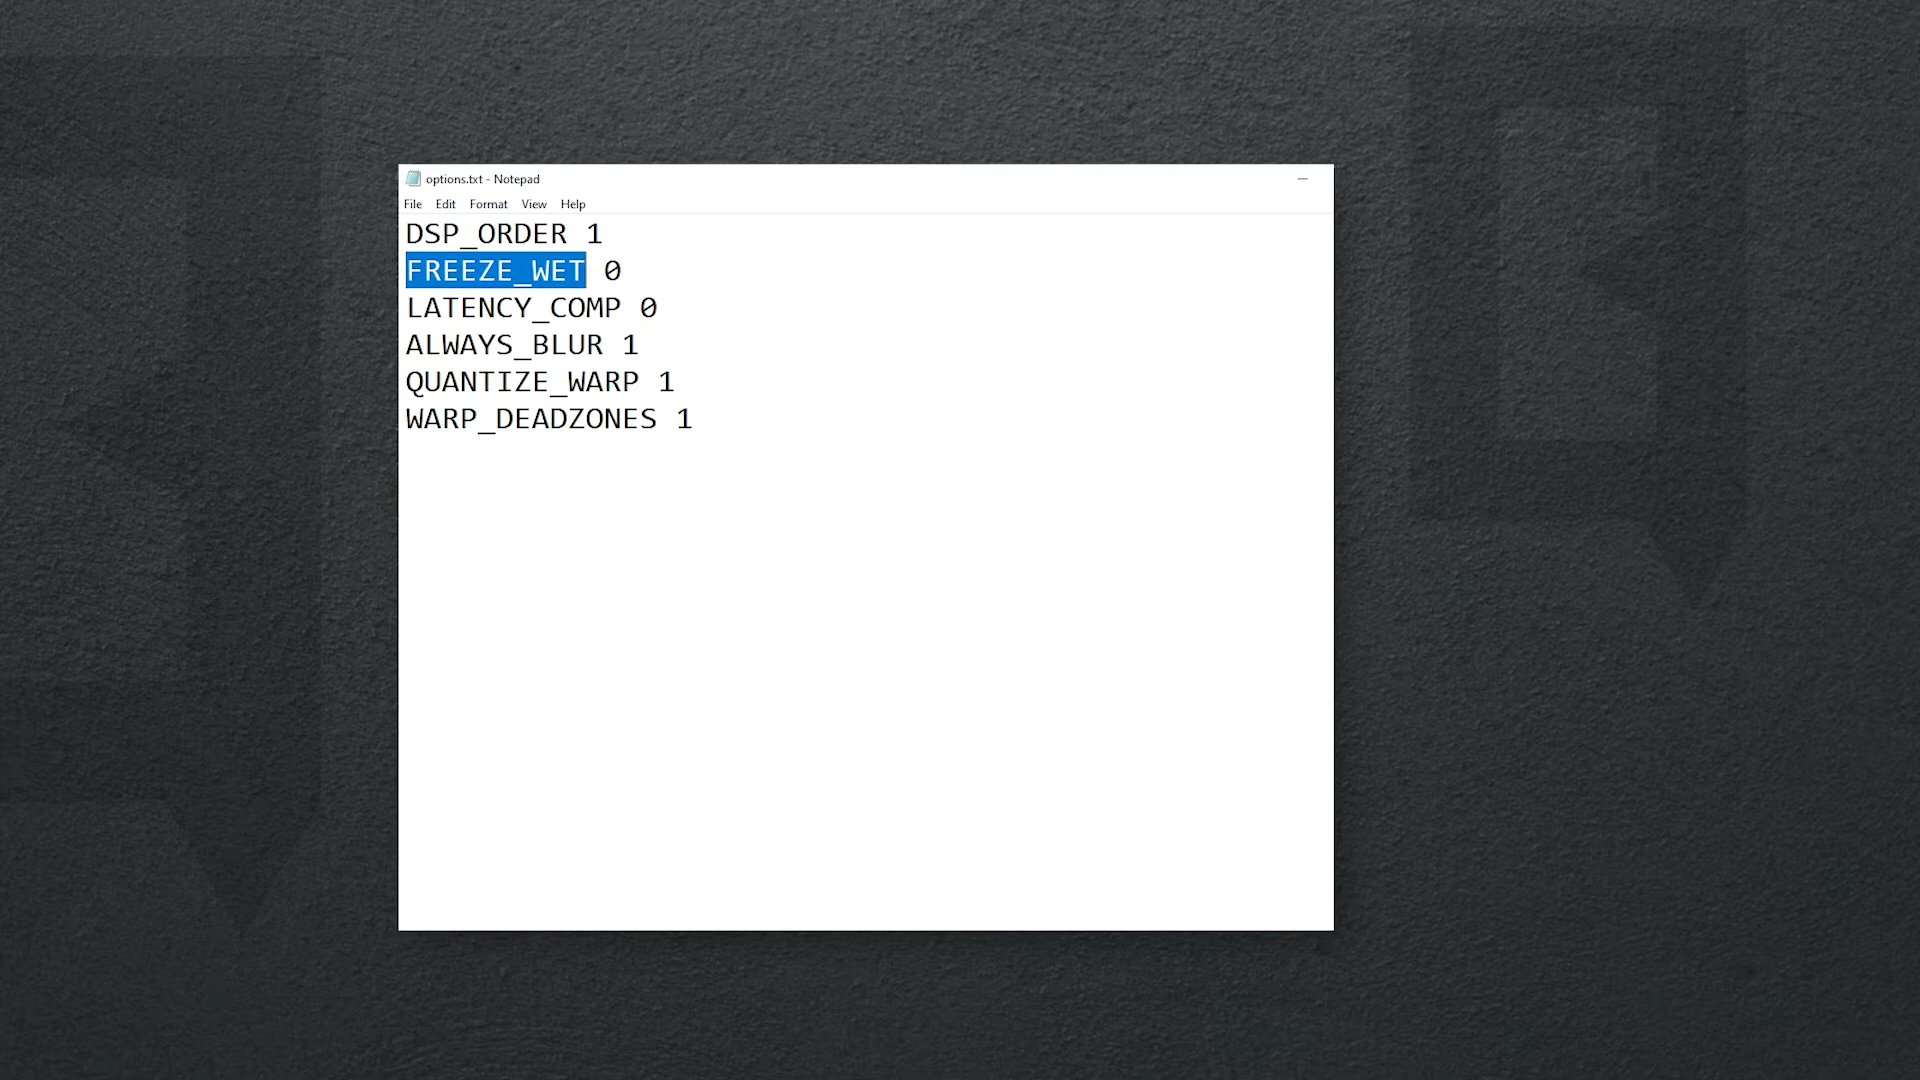 options.txt - Notepad
File Edit Format View Help
DSP_ORDER 1
FREEZE_WET 0
LATENCY_COMP 0
ALWAYS_BLUR 1
QUANTIZE_WARP 1
WARP_DEADZONES 1